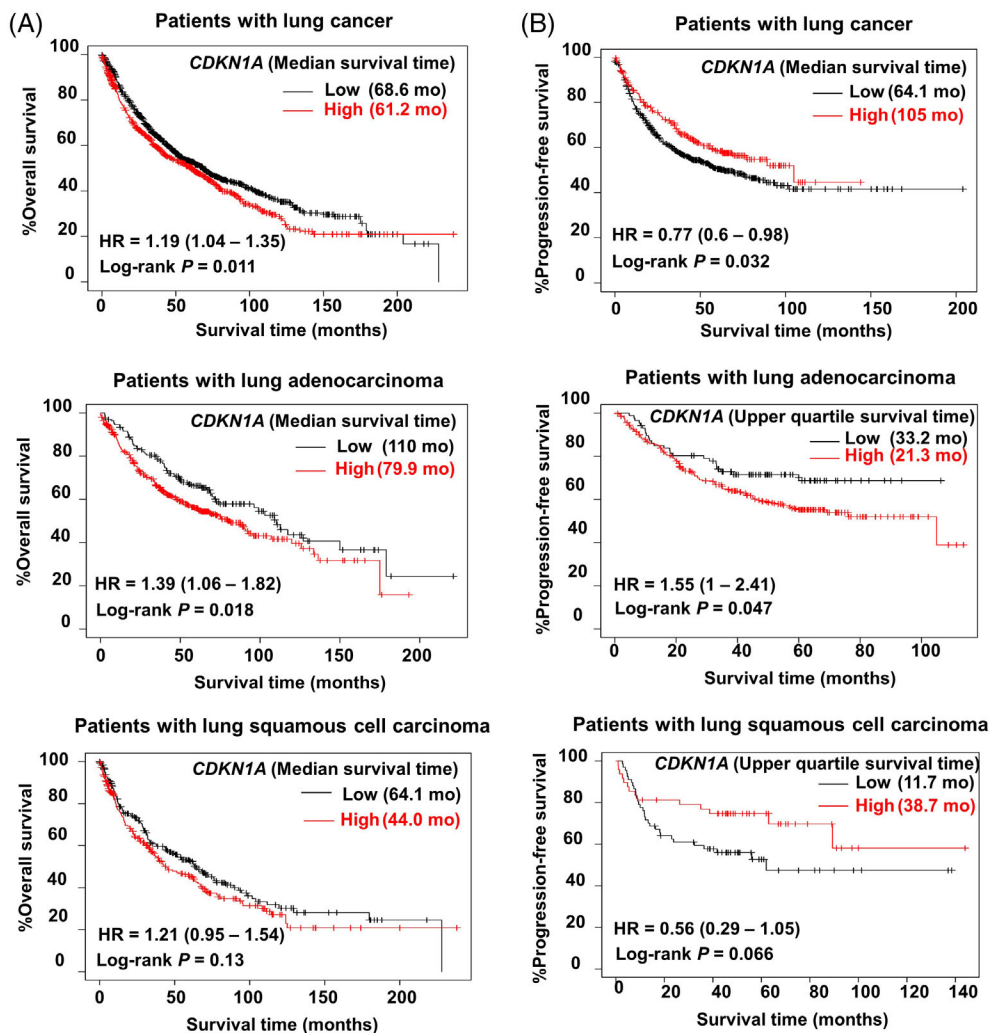 (A)
Patients with lung cancer
%Overall survival
100
80
60
40
20
0
CDKN1A (Median survival time)
Low (68.6 mo)
High (61.2 mo)
HR = 1.19 (1.04 – 1.35)
Log-rank P = 0.011
0 50 100 150 200
Survival time (months)
(B)
Patients with lung cancer
%Progression-free survival
100
80
60
40
20
0
CDKN1A (Median survival time)
Low (64.1 mo)
High (105 mo)
HR = 0.77 (0.6 – 0.98)
Log-rank P = 0.032
0 50 100 150 200
Survival time (months)
Patients with lung adenocarcinoma
%Overall survival
100
80
60
40
20
0
CDKN1A (Median survival time)
Low (110 mo)
High (79.9 mo)
HR = 1.39 (1.06 – 1.82)
Log-rank P = 0.018
0 50 100 150 200
Survival time (months)
Patients with lung adenocarcinoma
%Progression-free survival
100
80
60
40
20
0
CDKN1A (Upper quartile survival time)
Low (33.2 mo)
High (21.3 mo)
HR = 1.55 (1 – 2.41)
Log-rank P = 0.047
0 20 40 60 80 100
Survival time (months)
Patients with lung squamous cell carcinoma
%Overall survival
100
80
60
40
20
0
CDKN1A (Median survival time)
Low (64.1 mo)
High (44.0 mo)
HR = 1.21 (0.95 – 1.54)
Log-rank P = 0.13
0 50 100 150 200
Survival time (months)
Patients with lung squamous cell carcinoma
%Progression-free survival
100
80
60
40
20
0
CDKN1A (Upper quartile survival time)
Low (11.7 mo)
High (38.7 mo)
HR = 0.56 (0.29 – 1.05)
Log-rank P = 0.066
0 20 40 60 80 100 120 140
Survival time (months)